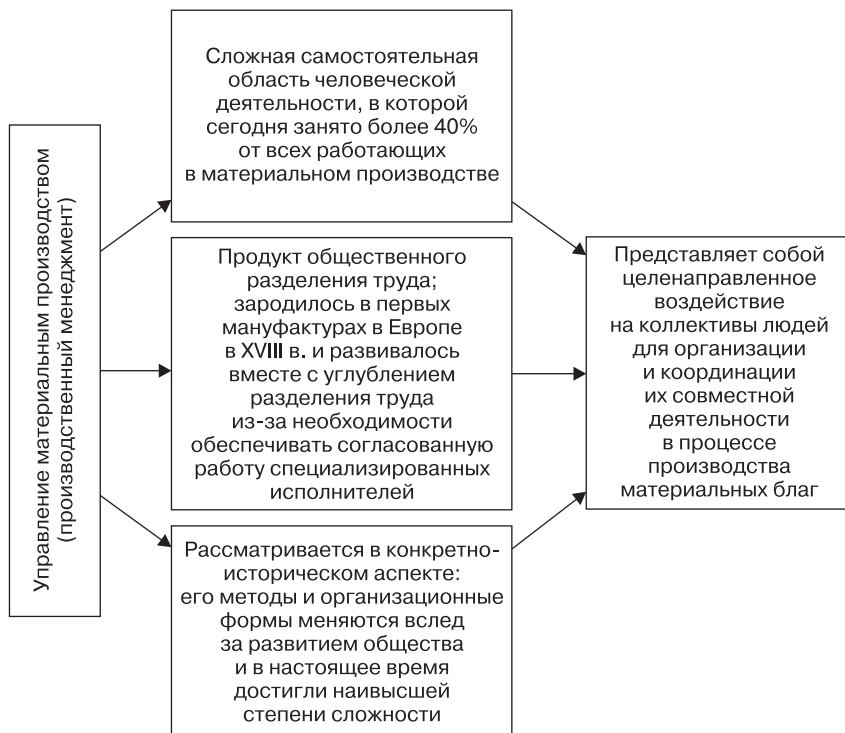 Управление материальным производством
(производственный менеджмент)
Сложная самостоятельная
область человеческой
деятельности, в которой
сегодня занято более 40%
от всех работающих
в материальном производстве
Продукт общественного
разделения труда;
зародилось в первых
мануфактурах в Европе
в XVIII в. и развивалось
вместе с углублением
разделения труда
из-за необходимости
обеспечивать согласованную
работу специализированных
исполнителей
Рассматривается в конкретно-
историческом аспекте:
его методы и организационные
формы меняются вслед
за развитием общества
и в настоящее время
достигли наивысшей
степени сложности
Представляет собой
целенаправленное
воздействие
на коллективы людей
для организации
и координации
их совместной
деятельности
в процессе
производства
материальных благ